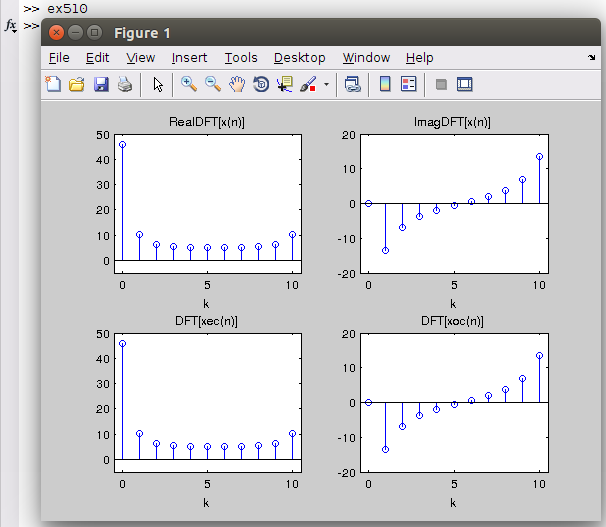 >> ex510
fx >>
Figure 1
File Edit View Insert Tools Desktop Window Help
RealDFT[x(n)]
50
40
30
20
10
0
0 5 10
k
ImagDFT[x(n)]
20
10
0
-10
-20
0 5 10
k
DFT[xec(n)]
50
40
30
20
10
0
0 5 10
k
DFT[xoc(n)]
20
10
0
-10
-20
0 5 10
k